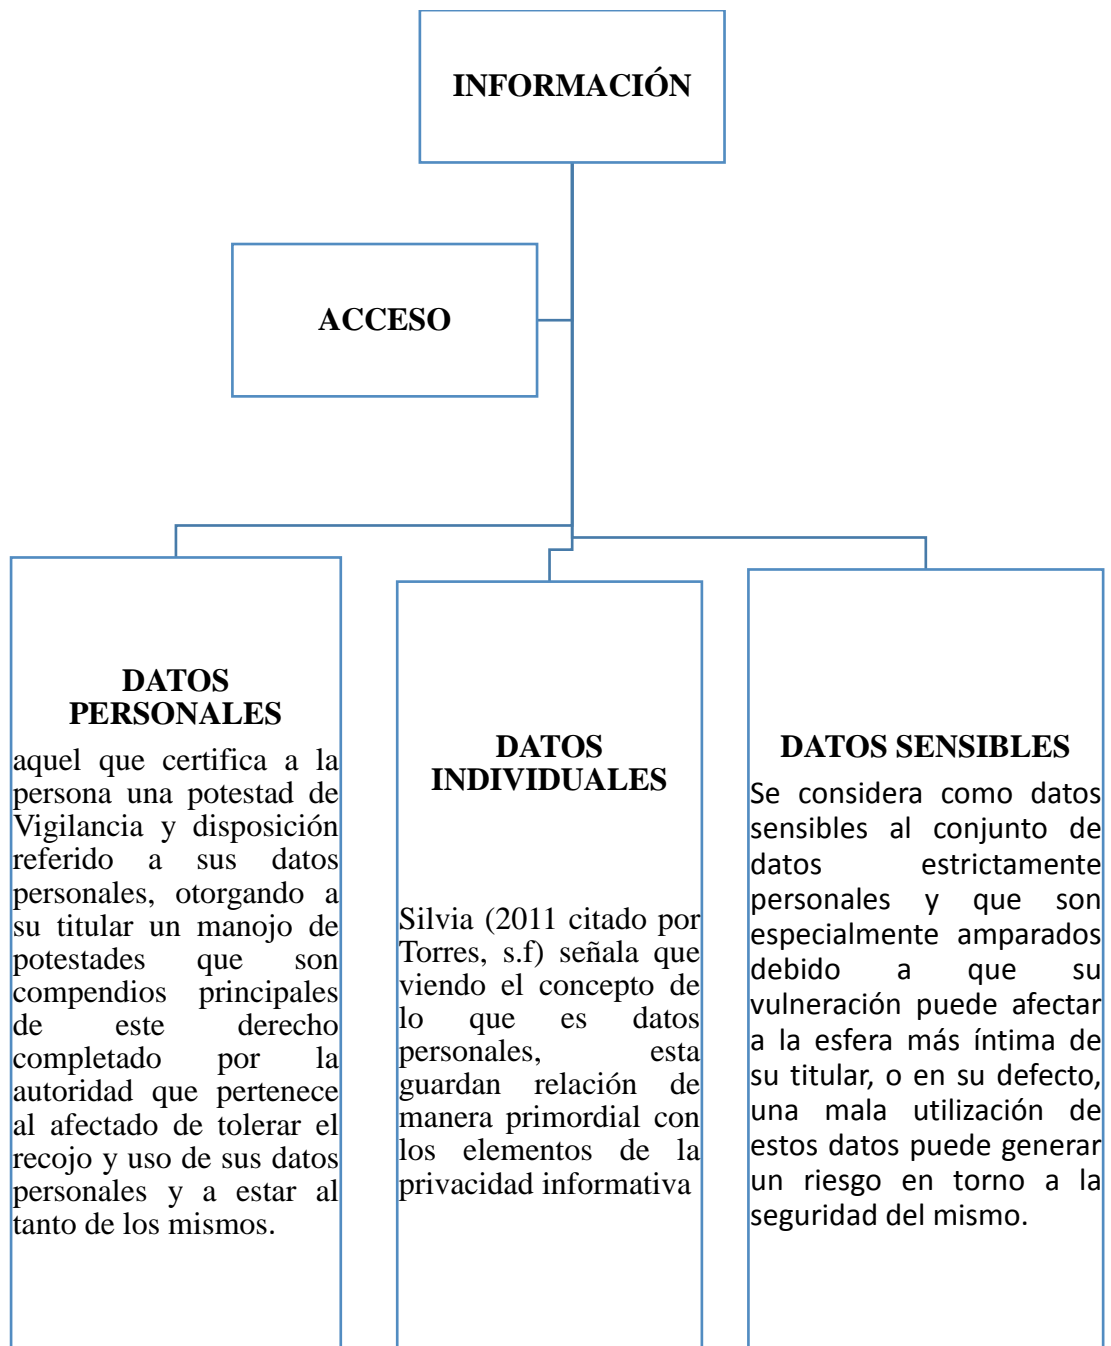 INFORMACIÓN
ACCESO
DATOS
PERSONALES
aquel que certifica a la
persona una potestad de
Vigilancia y disposición
referido a sus datos
personales, otorgando a
su titular un manojo de
potestades que son
compendios principales
de este derecho
completado por la
autoridad que pertenece
al afectado de tolerar el
recojo y uso de sus datos
personales y a estar al
tanto de los mismos.
DATOS
INDIVIDUALES
Silvia (2011 citado por
Torres, s.f) señala que
viendo el concepto de
lo que es datos
personales, esta
guardan relación de
manera primordial con
los elementos de la
privacidad informativa
DATOS SENSIBLES
Se considera como datos
sensibles al conjunto de
datos estrictamente
personales y que son
especialmente amparados
debido a que su
vulneración puede afectar
a la esfera más íntima de
su titular, o en su defecto,
una mala utilización de
estos datos puede generar
un riesgo en torno a la
seguridad del mismo.